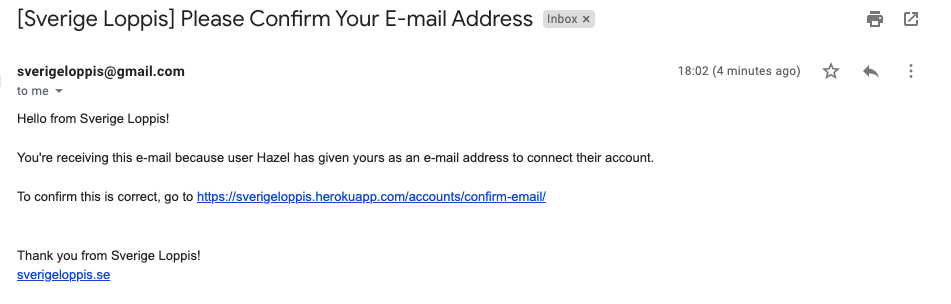 [Sverige Loppis] Please Confirm Your E-mail Address Inbox ×
sverigeloppis@gmail.com 18:02 (4 minutes ago)
to me
Hello from Sverige Loppis!
You're receiving this e-mail because user Hazel has given yours as an e-mail address to connect their account.
To confirm this is correct, go to https://sverigeloppis.herokuapp.com/accounts/confirm-email/
Thank you from Sverige Loppis!
sverigeloppis.se